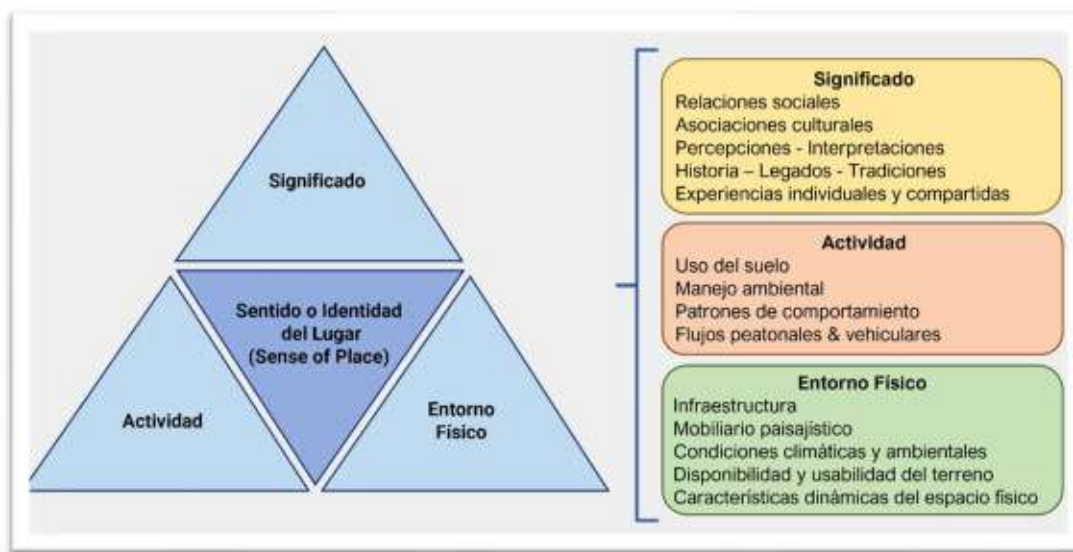 Significado
Sentido o Identidad
del Lugar
(Sense of Place)
Actividad
Entorno
Físico
Significado
Relaciones sociales
Asociaciones culturales
Percepciones - Interpretaciones
Historia – Legados - Tradiciones
Experiencias individuales y compartidas
Actividad
Uso del suelo
Manejo ambiental
Patrones de comportamiento
Flujos peatonales & vehiculares
Entorno Físico
Infraestructura
Mobiliario paisajístico
Condiciones climáticas y ambientales
Disponibilidad y usabilidad del terreno
Características dinámicas del espacio físico